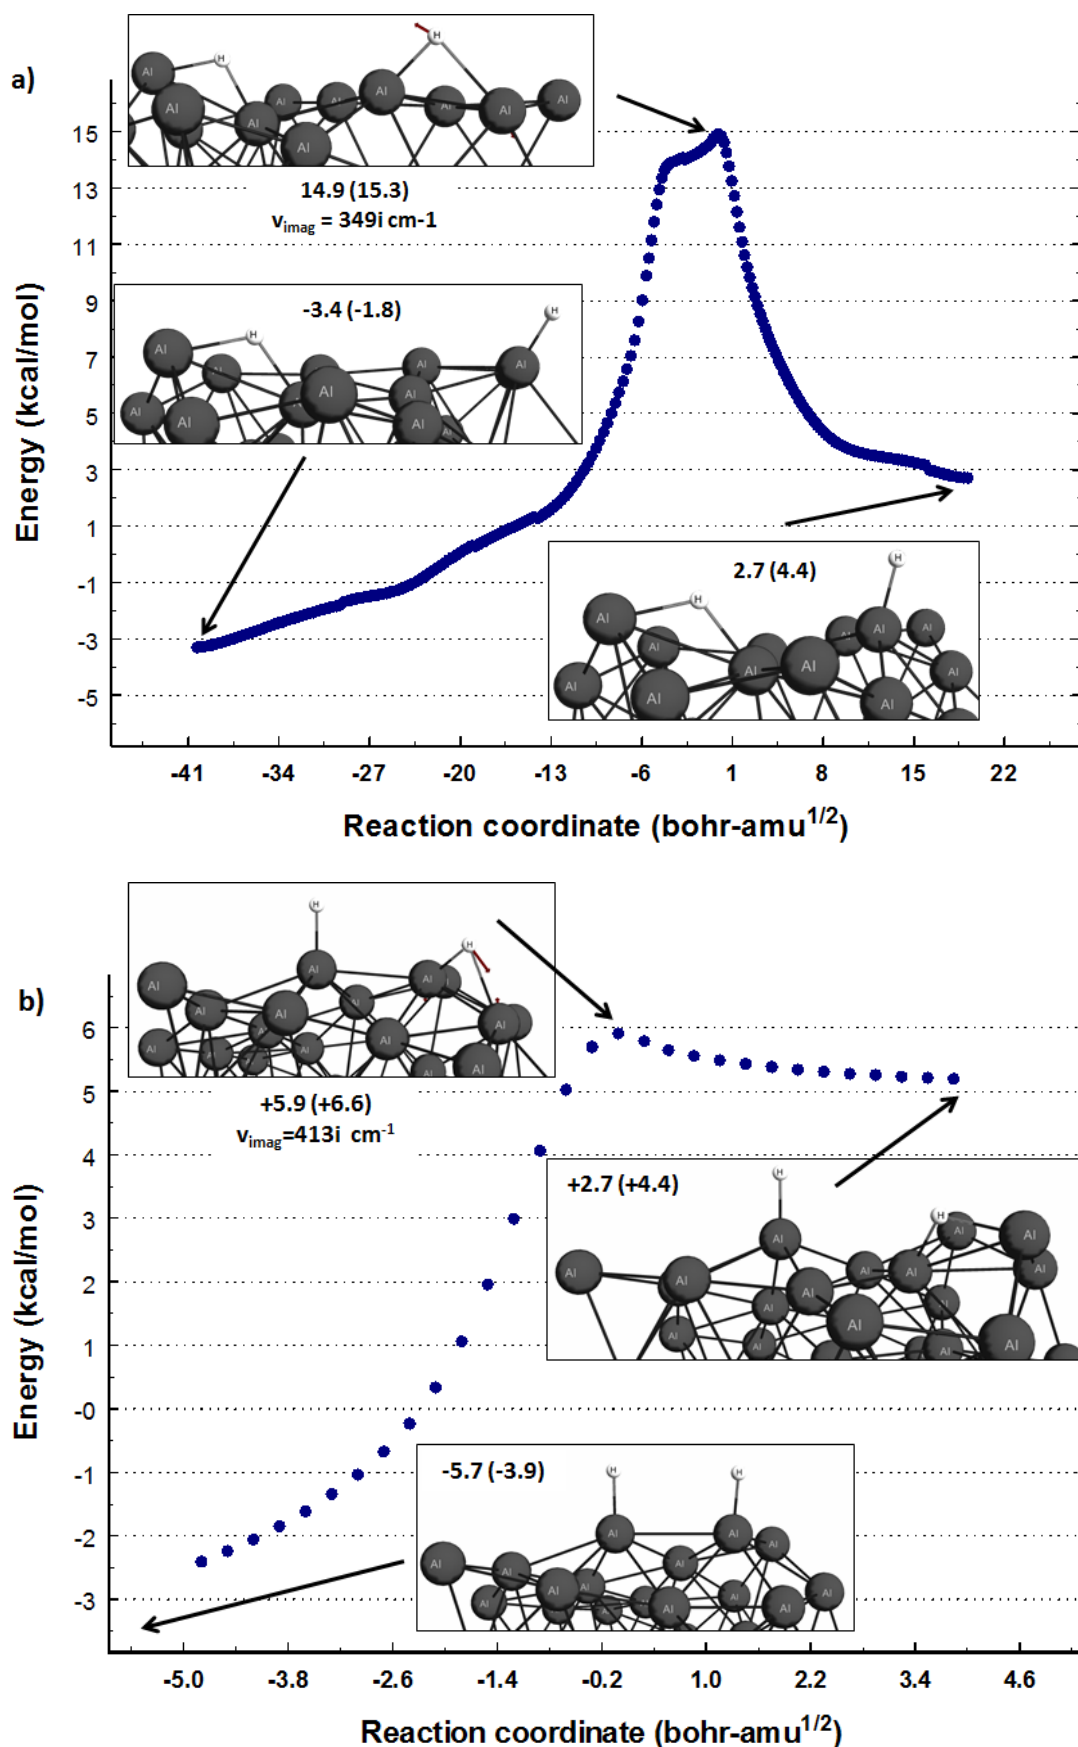 a)
14.9 (15.3)
vimag = 349i cm-1
-3.4 (-1.8)
2.7 (4.4)
Energy (kcal/mol)
15
13
11
9
7
5
3
1
-1
-3
-5
-41 -34 -27 -20 -13 -6 1 8 15 22
Reaction coordinate (bohr-amu1/2)
b)
+5.9 (+6.6)
vimag=413i cm-1
+2.7 (+4.4)
-5.7 (-3.9)
Energy (kcal/mol)
6
5
4
3
2
1
-0
-1
-2
-3
-5.0 -3.8 -2.6 -1.4 -0.2 1.0 2.2 3.4 4.6
Reaction coordinate (bohr-amu1/2)